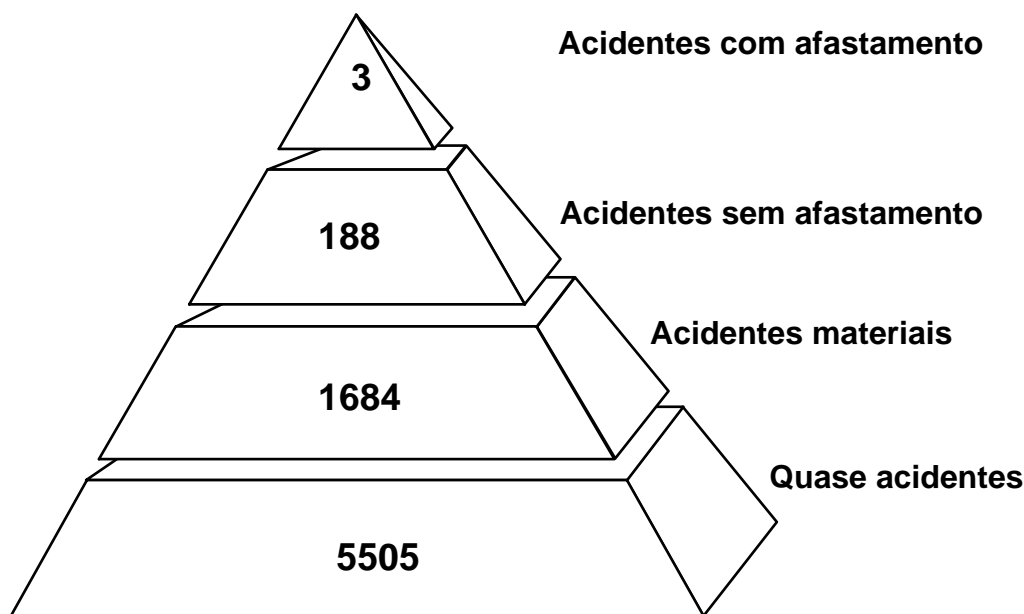 Acidentes com afastamento
3
Acidentes sem afastamento
188
Acidentes materiais
1684
Quase acidentes
5505